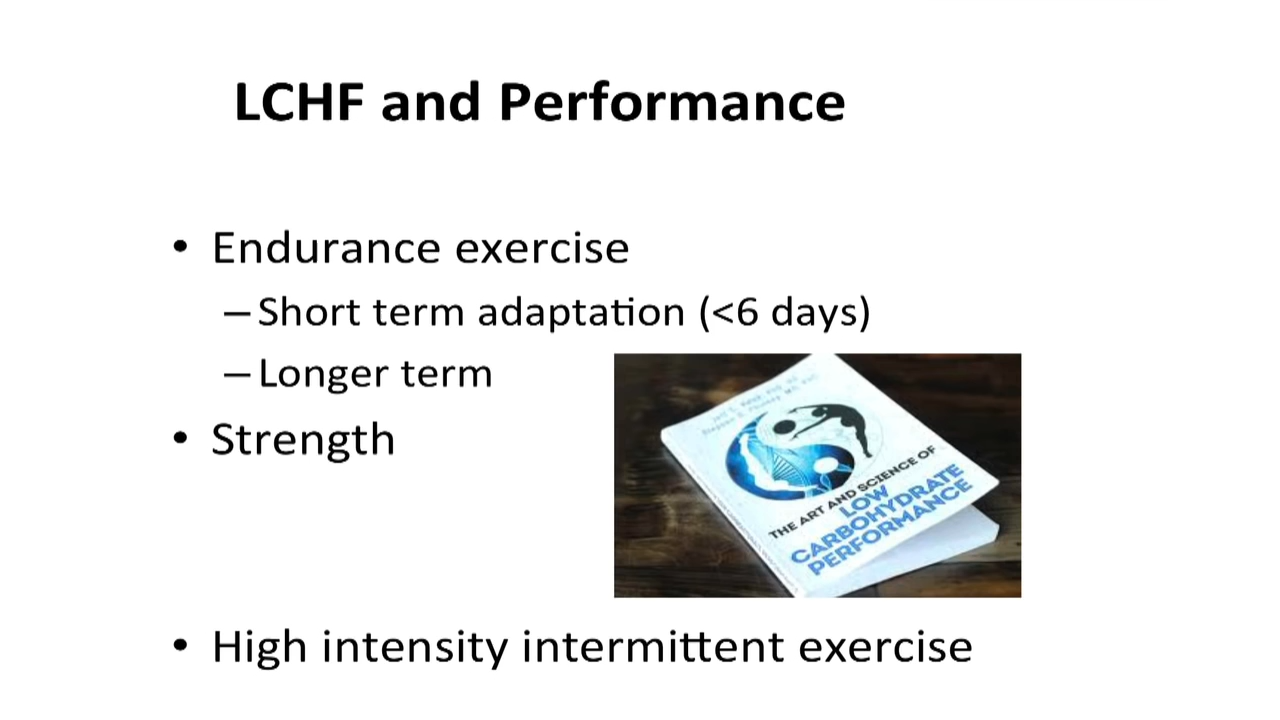 LCHF and Performance
• Endurance exercise
– Short term adaptation (<6 days)
– Longer term
• Strength
THE ART AND SCIENCE OF
LOW
CARBOHYDRATE
PERFORMANCE
• High intensity intermittent exercise